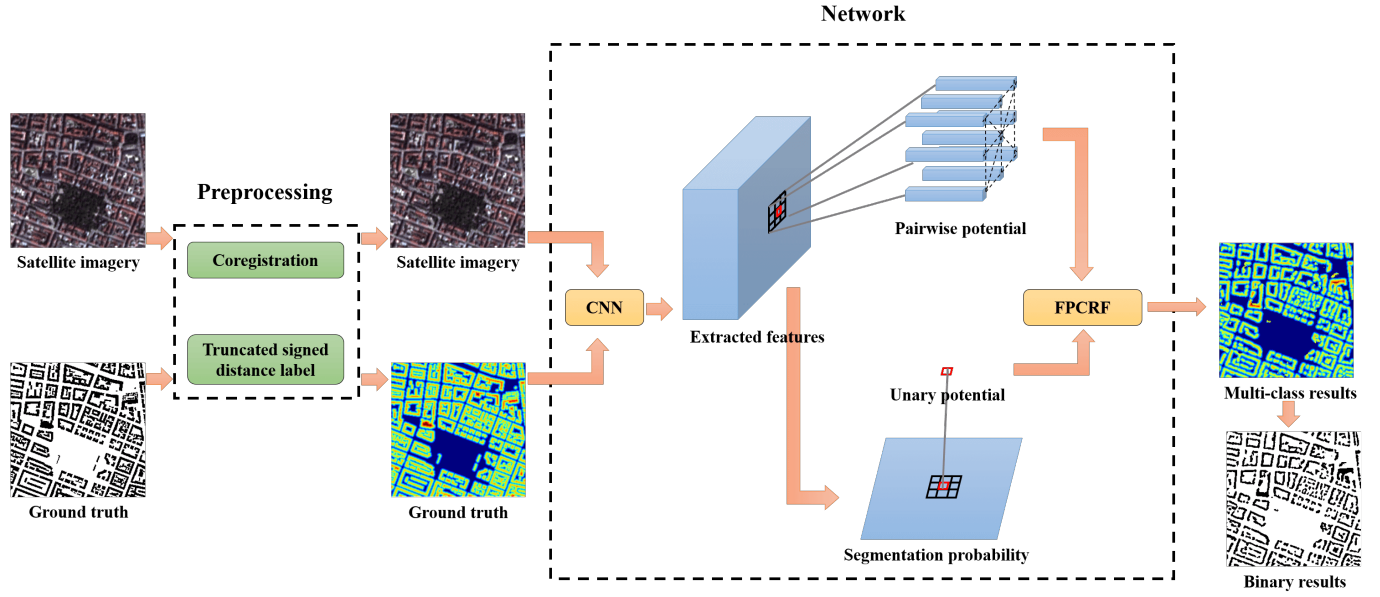 Network
Preprocessing
Satellite imagery
Coregistration
Satellite imagery
Truncated signed
distance label
Ground truth
Ground truth
CNN
Extracted features
Pairwise potential
FPCRF
Unary potential
Segmentation probability
Multi-class results
Binary results